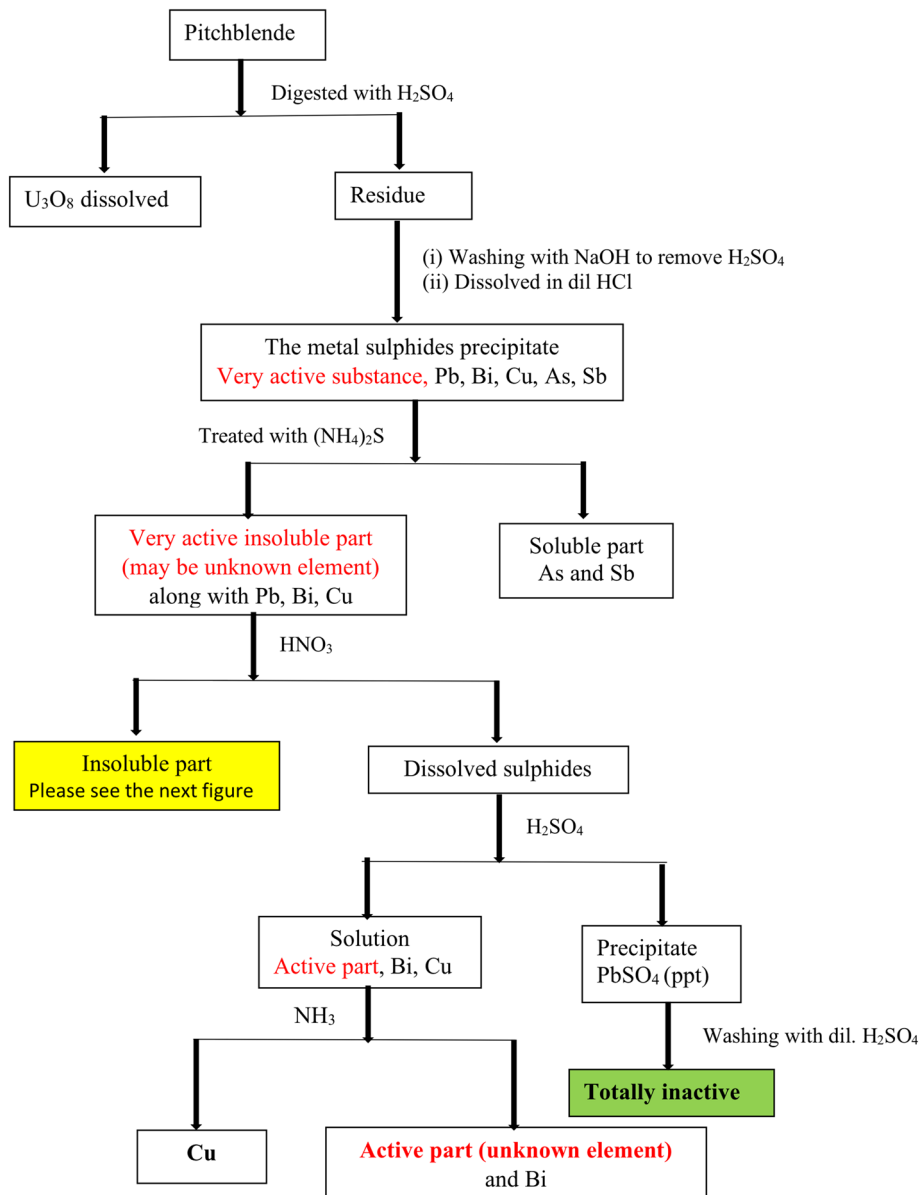 Pitchblende
Digested with H₂SO₄
U₃O₈ dissolved
Residue
(i) Washing with NaOH to remove H₂SO₄
(ii) Dissolved in dil HCl
The metal sulphides precipitate
Very active substance, Pb, Bi, Cu, As, Sb
Treated with (NH₄)₂S
Very active insoluble part
(may be unknown element)
along with Pb, Bi, Cu
Soluble part
As and Sb
HNO₃
Insoluble part
Please see the next figure
Dissolved sulphides
H₂SO₄
Solution
Active part, Bi, Cu
Precipitate
PbSO₄ (ppt)
NH₃
Washing with dil. H₂SO₄
Totally inactive
Cu
Active part (unknown element)
and Bi